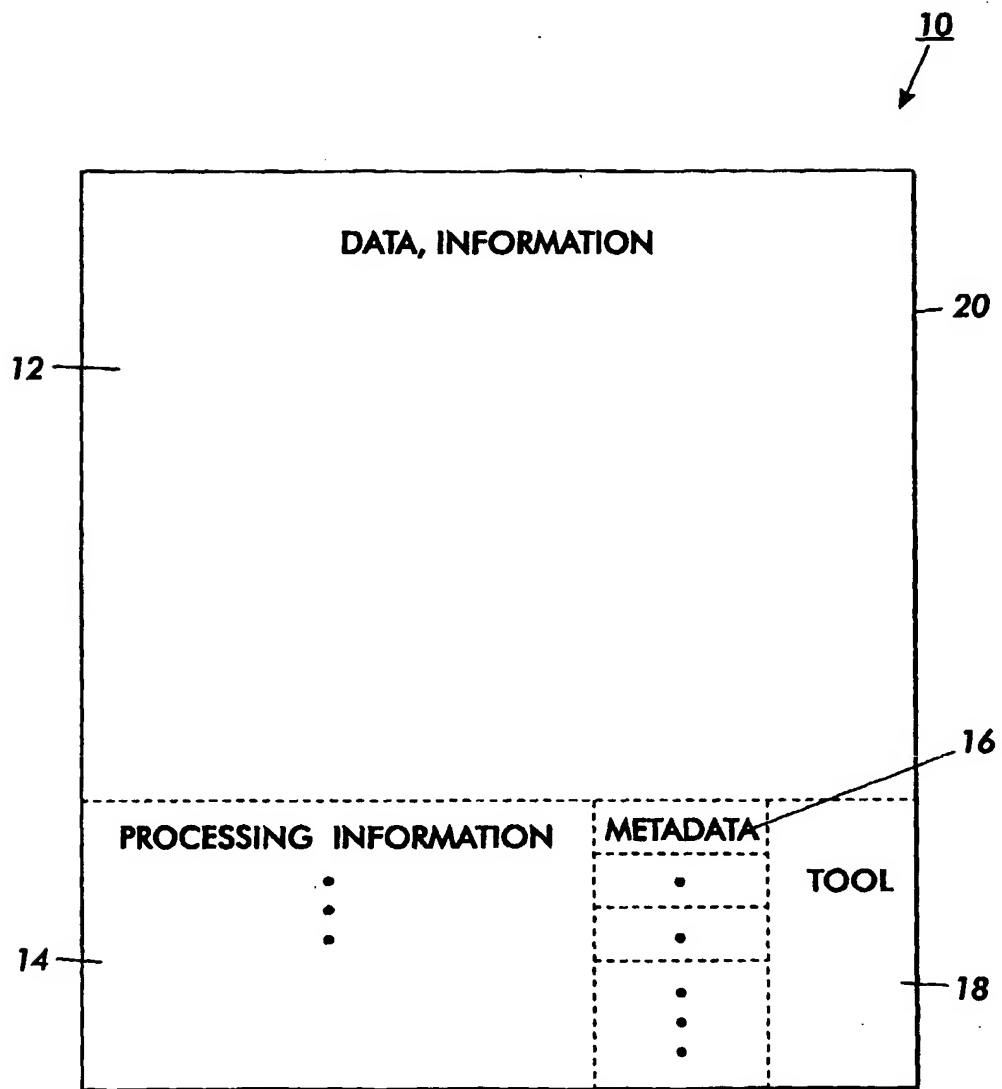 10
DATA, INFORMATION
20
12
16
PROCESSING INFORMATION
METADATA
TOOL
14
18